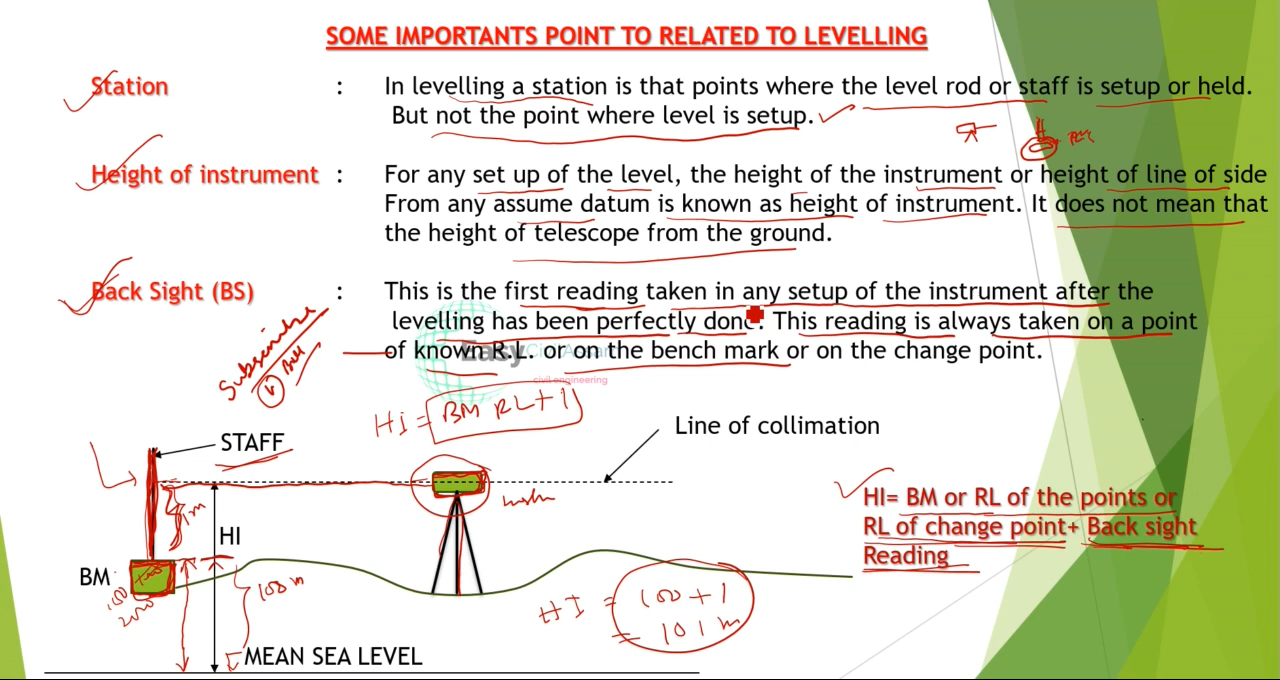 SOME IMPORTANTS POINT TO RELATED TO LEVELLING
Station : In levelling a station is that points where the level rod or staff is setup or held.
But not the point where level is setup.
Height of instrument : For any set up of the level, the height of the instrument or height of line of side
From any assume datum is known as height of instrument. It does not mean that
the height of telescope from the ground.
Back Sight (BS) : This is the first reading taken in any setup of the instrument after the
levelling has been perfectly done. This reading is always taken on a point
of known R.L. or on the bench mark or on the change point.
Easy
civil engineering
Subscribe
Bell
HI = BM RL+1
Line of collimation
STAFF
1m
HI
HI= BM or RL of the points or
RL of change point+ Back sight
Reading
BM
100
100 m
HI = 100+1
= 101 m
MEAN SEA LEVEL